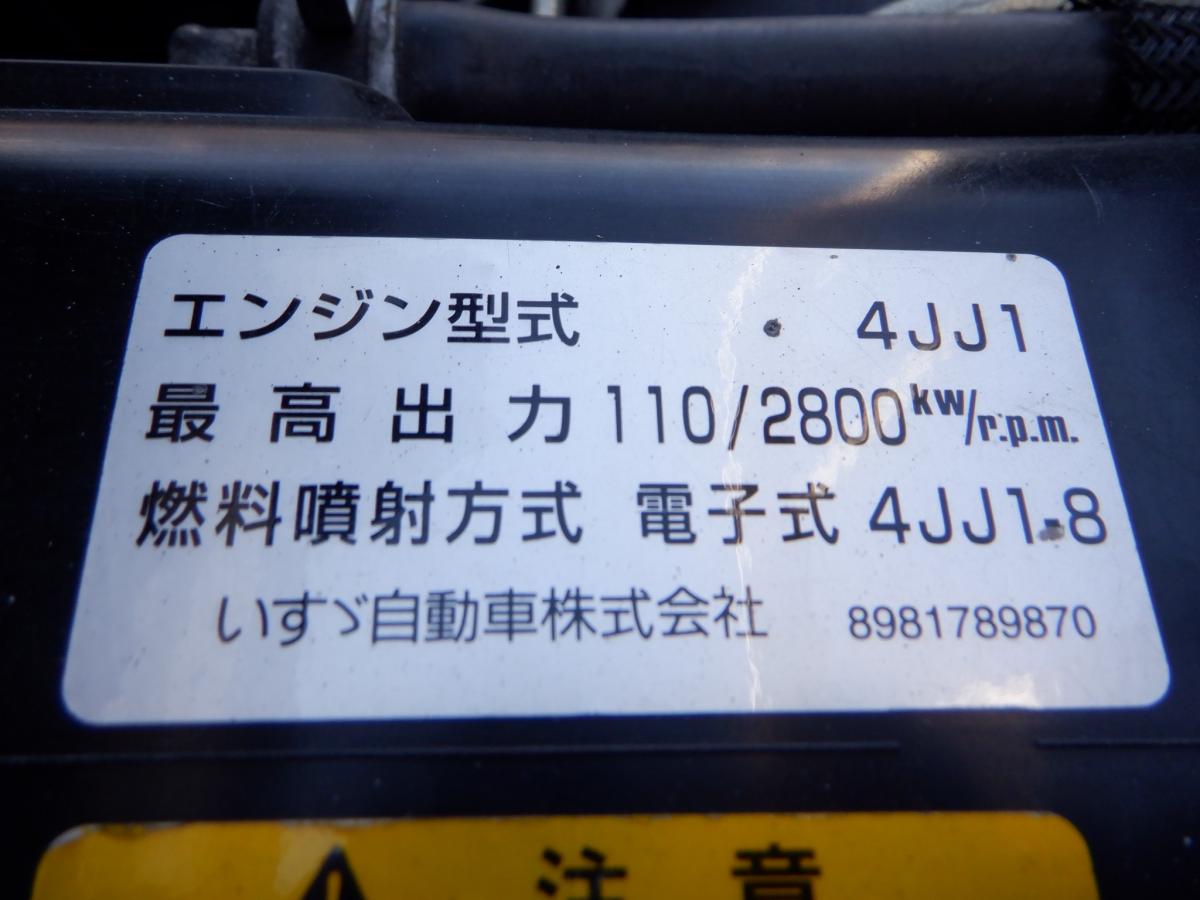 エンジン型式 4JJ1
最高出力 110/2800kw/r.p.m.
燃料噴射方式 電子式 4JJ1-8
いすゞ自動車株式会社 8981789870
注意